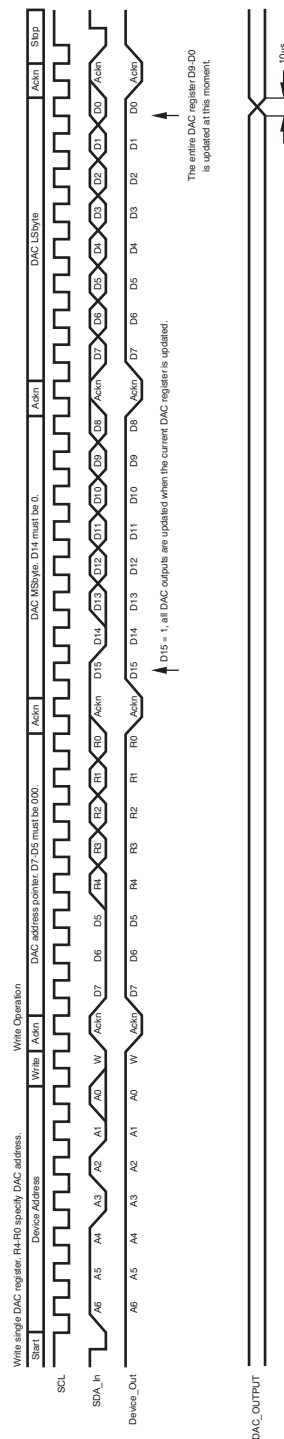 Write single DAC register. R4-R0 specify DAC address.
Write Operation
Start Device Address Write Ackn DAC address pointer. D7-D5 must be 000. Ackn DAC MSbyte. D14 must be 0. Ackn DAC LSbyte Ackn Stop
SCL
SDA_In A6 A5 A4 A3 A2 A1 A0 W Ackn D7 D6 D5 R4 R3 R2 R1 R0 Ackn D15 D14 D13 D12 D11 D10 D9 D8 Ackn D7 D6 D5 D4 D3 D2 D1 D0 Ackn
Device_Out A6 A5 A4 A3 A2 A1 A0 W Ackn D7 D6 D5 R4 R3 R2 R1 R0 Ackn D15 D14 D13 D12 D11 D10 D9 D8 Ackn D7 D6 D5 D4 D3 D2 D1 D0 Ackn
D15 = 1, all DAC outputs are updated when the current DAC register is updated.
The entire DAC register D9-D0
is updated at this moment.
DAC_OUTPUT
10μs